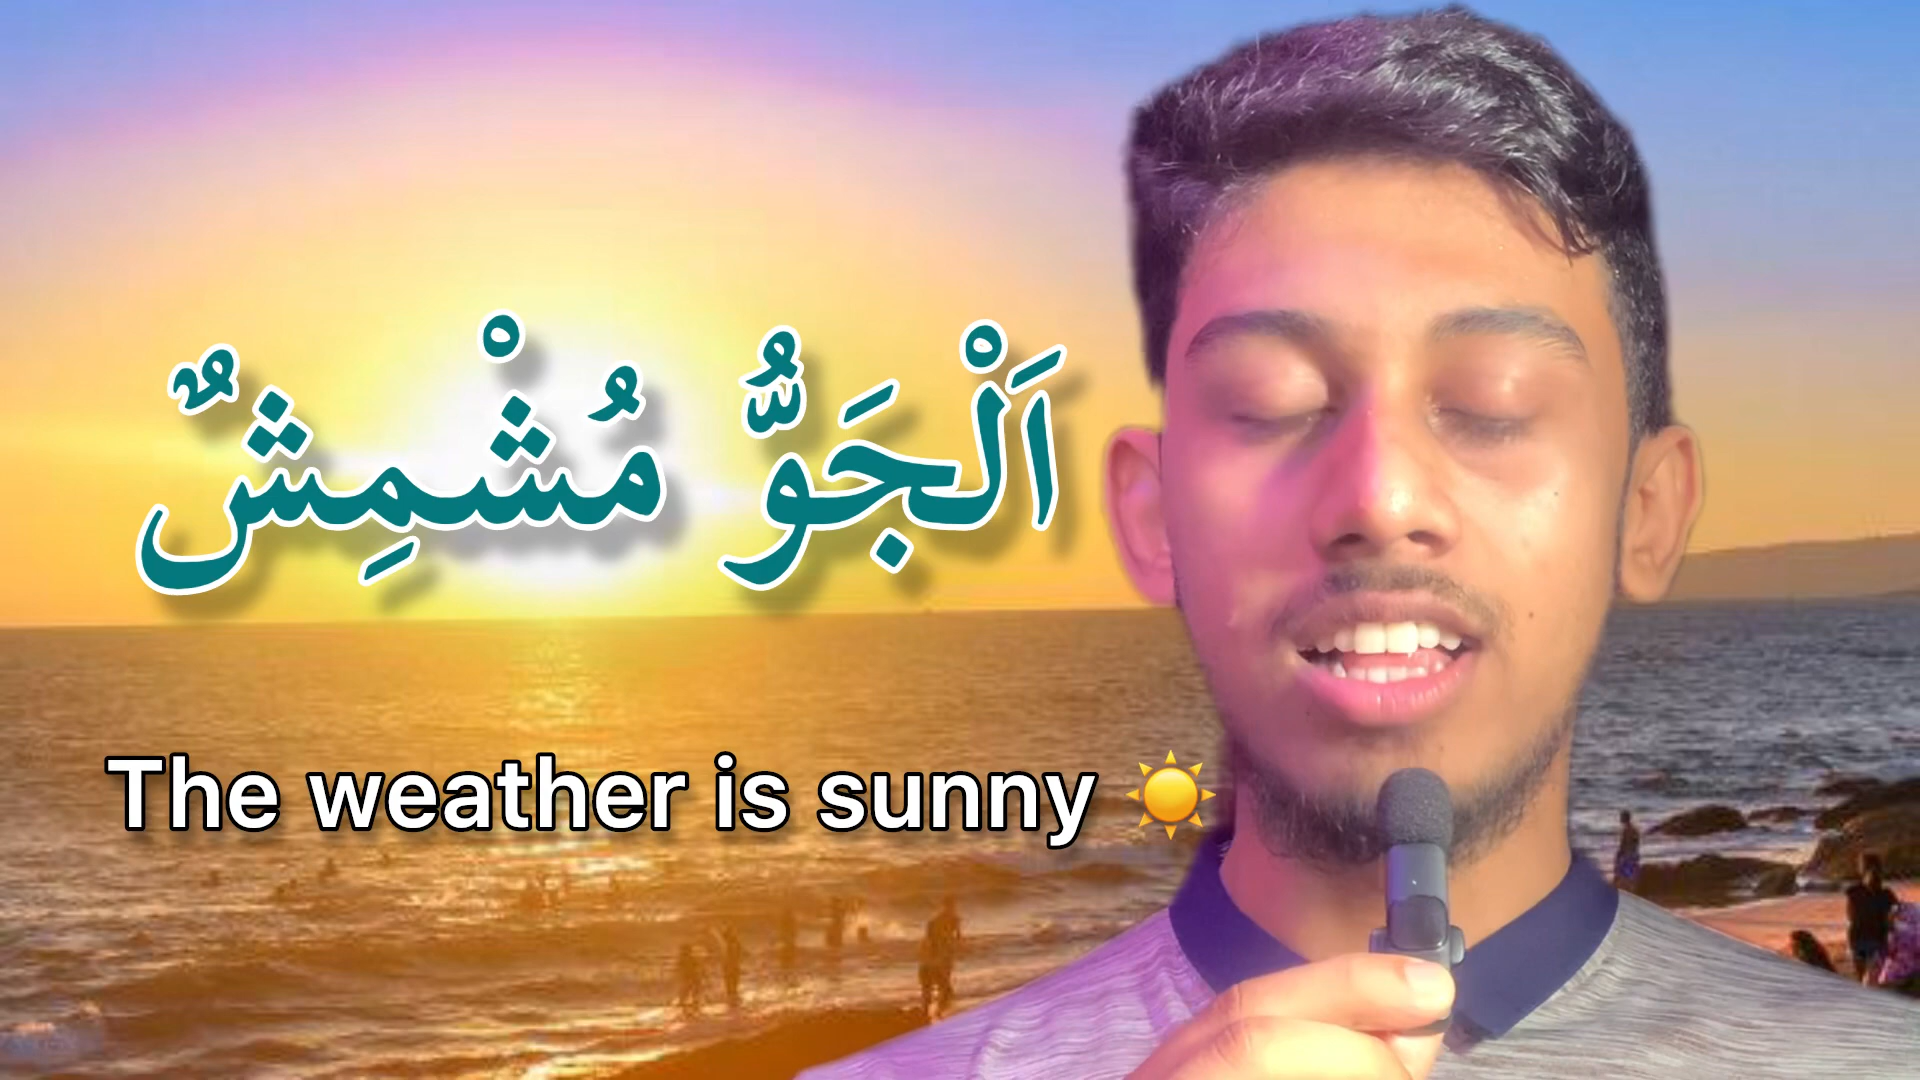 اَلْجَوُّ مُشْمِشٌ
The weather is sunny ☀️